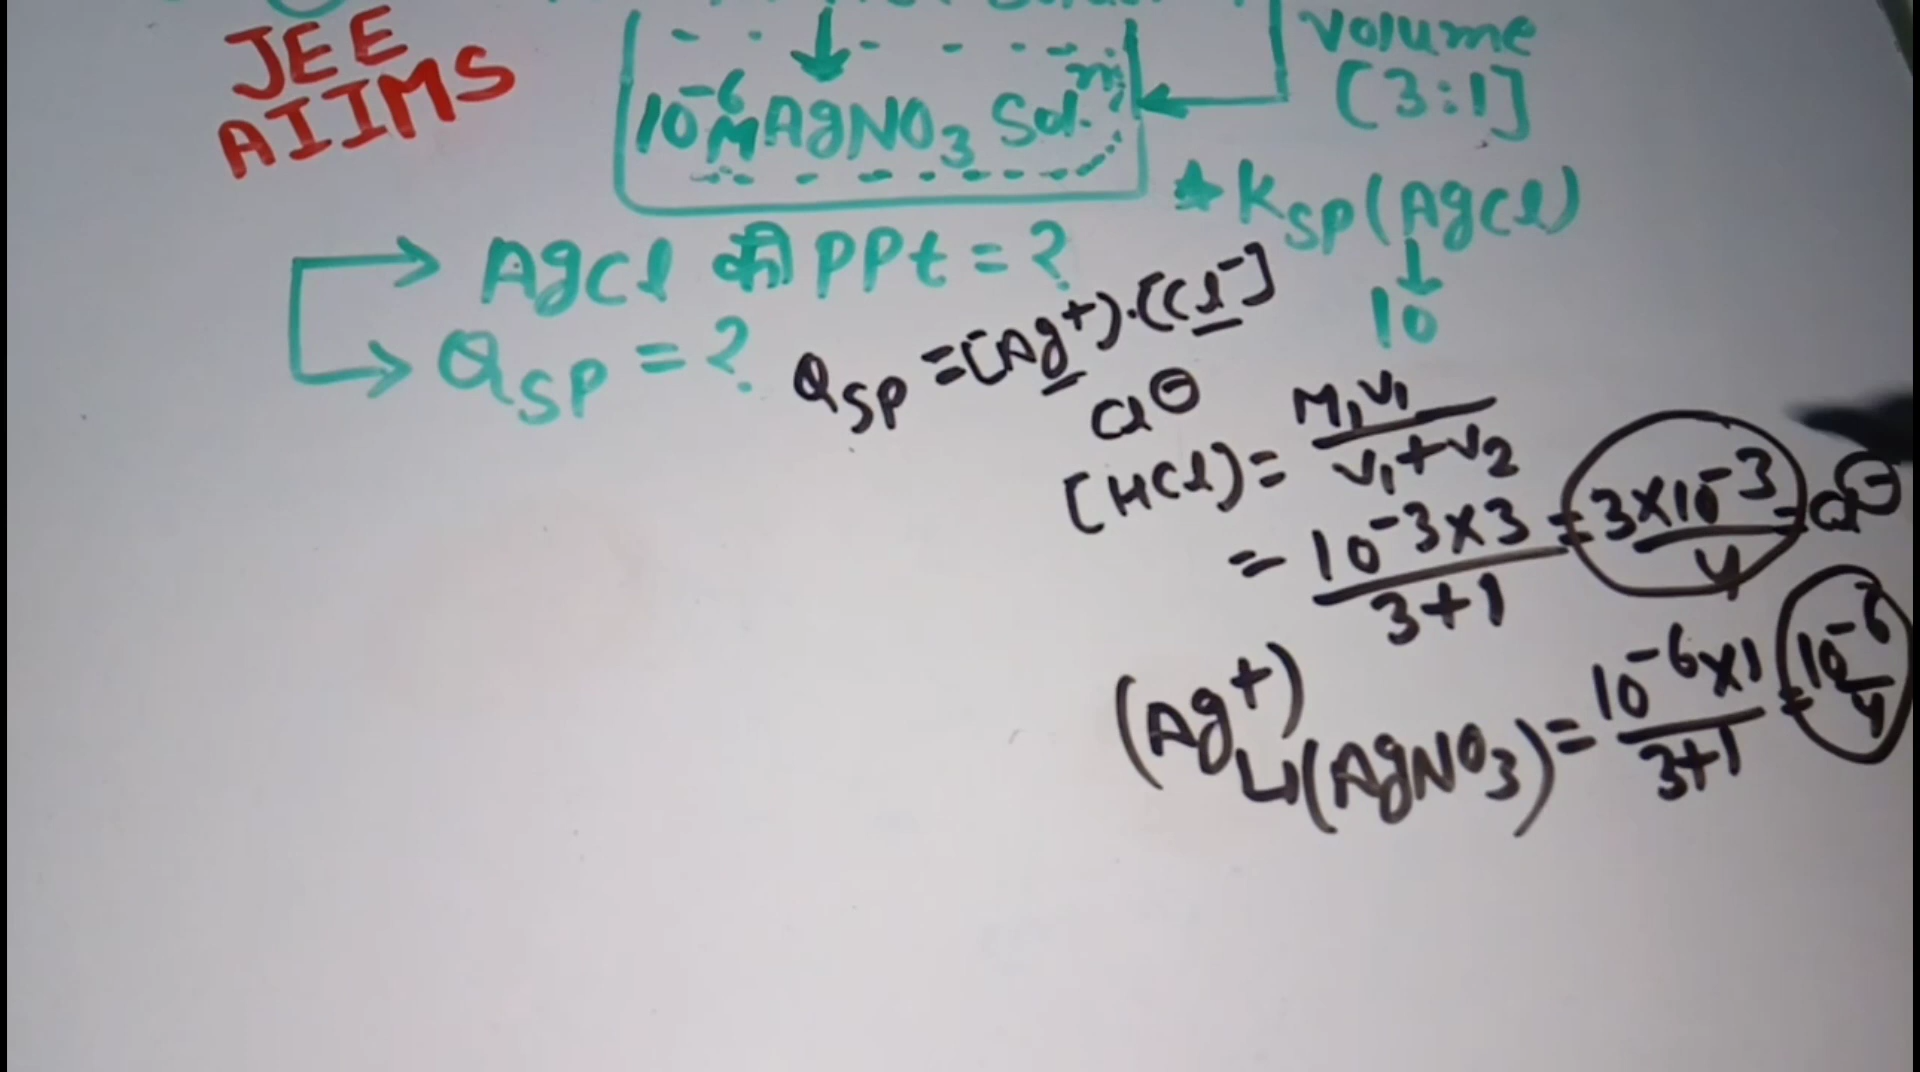 JEE
AIIMS
Volume
[3:1]
10⁻⁶M AgNO₃ Solⁿ
*KSP(AgCl)
↓
10
→ AgCl की PPt = ?
→ QSP = ?
QSP = [Ag⁺)·[Cl⁻]
Cl⊖
[HCl) = M₁V₁/V₁+V₂
= 10⁻³×3/3+1 = 3×10⁻³/4 = Cl⊖
(Ag⁺)
↳(AgNO₃) = 10⁻⁶×1/3+1 = 10⁻⁶/4